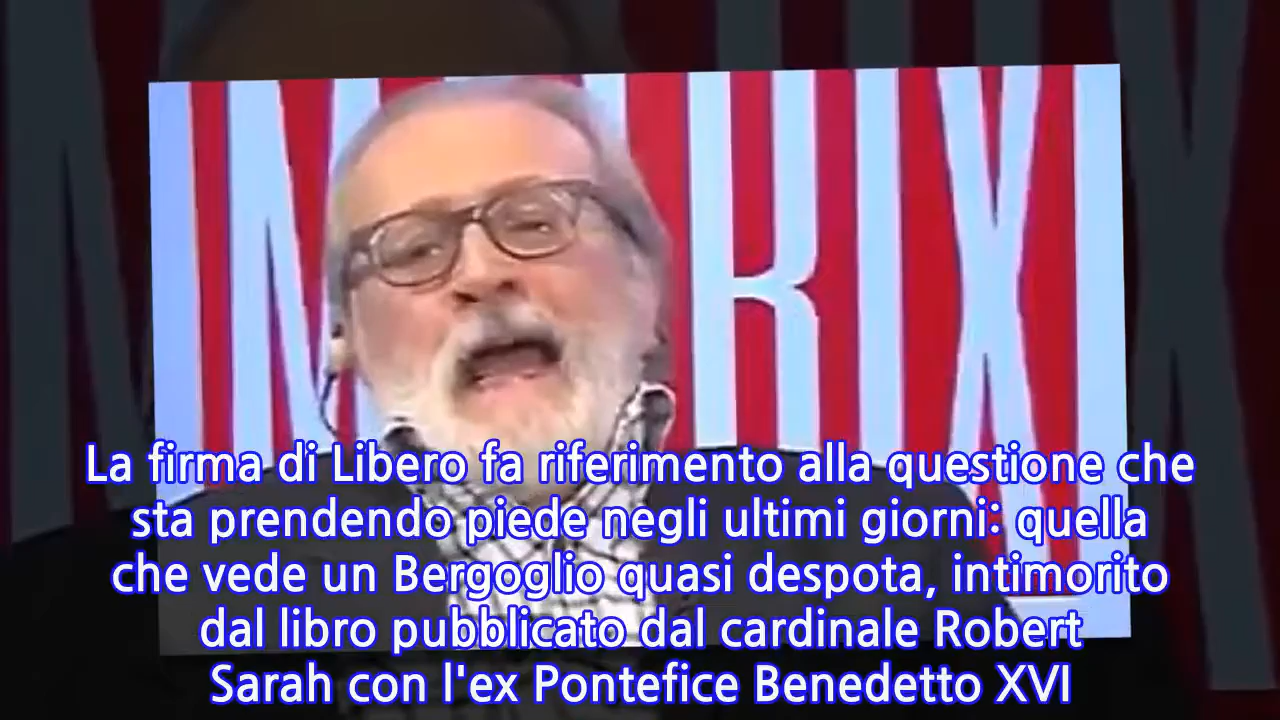 MATRIX
La firma di Libero fa riferimento alla questione che
sta prendendo piede negli ultimi giorni: quella
che vede un Bergoglio quasi despota, intimorito
dal libro pubblicato dal cardinale Robert
Sarah con l'ex Pontefice Benedetto XVI